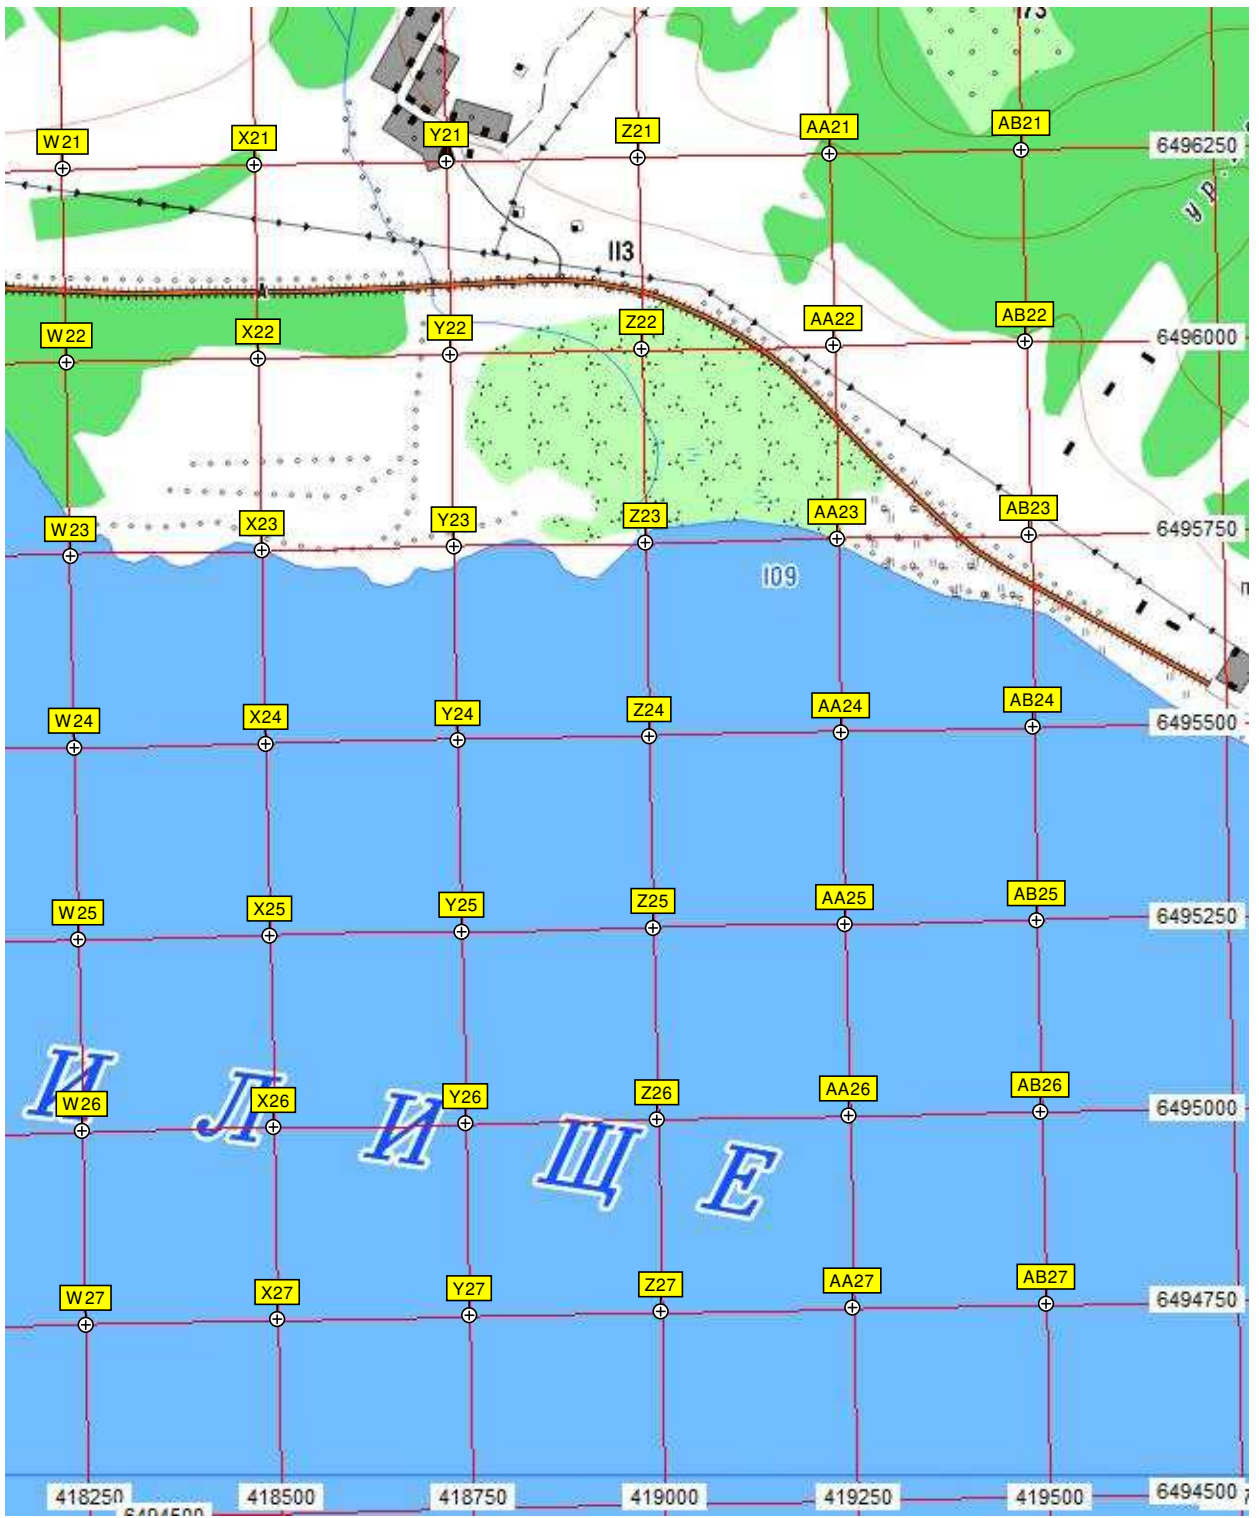 173
W21 X21 Y21 Z21 AA21 AB21 6496250
ур.
113
W22 X22 Y22 Z22 AA22 AB22 6496000
А
W23 X23 Y23 Z23 AA23 AB23 6495750
109
W24 X24 Y24 Z24 AA24 AB24 6495500
W25 X25 Y25 Z25 AA25 AB25 6495250
И Л И Щ Е
W26 X26 Y26 Z26 AA26 AB26 6495000
W27 X27 Y27 Z27 AA27 AB27 6494750
418250 418500 418750 419000 419250 419500 6494500
6494500